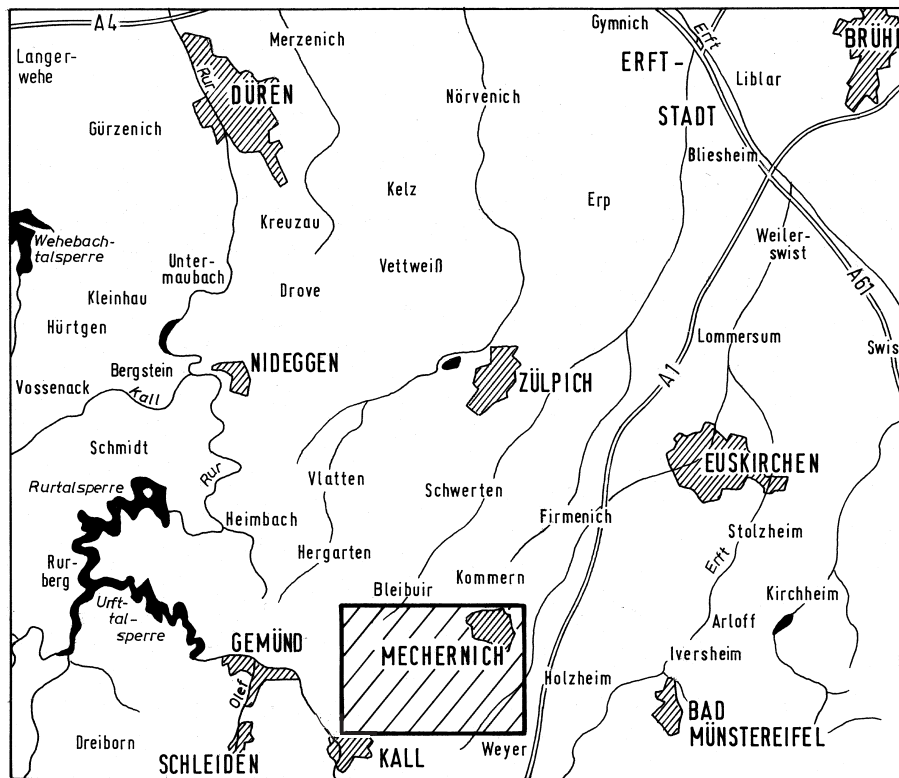 A4
Gymnich
Erft
Merzenich
BRÜHL
Langer-
wehe
ERFT-
STADT
Liblar
Rur
DÜREN
Nörvenich
Gürzenich
Bliesheim
Kelz
Erp
Kreuzau
Wehebach-
talsperre
Weiler-
swist
Unter-
maubach
Vettweiß
A61
Kleinhau
Drove
Hürtgen
Lommersum
Swis
Bergstein
NIDEGGEN
A1
Vossenack
Kall
ZÜLPICH
Schmidt
EUSKIRCHEN
Rur
Vlatten
Rurtalsperre
Schwerten
Heimbach
Firmenich
Stolzheim
Hergarten
Erft
Rur-
berg
Kommern
Bleibuir
Kirchheim
Urft-
tal-
sperre
Arloff
GEMÜND
MECHERNICH
Iversheim
Holzheim
Olef
BAD
MÜNSTEREIFEL
Dreiborn
Weyer
SCHLEIDEN
KALL